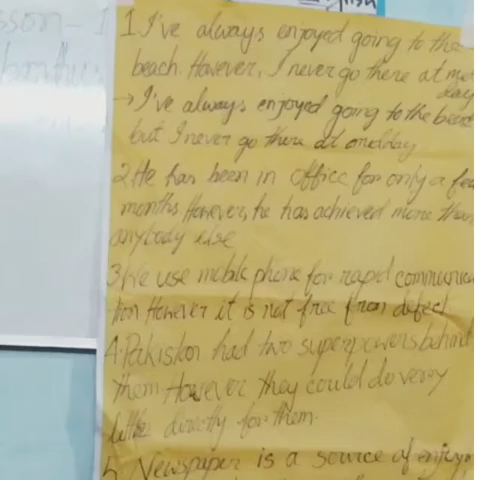 sson-
1. I've always enjoyed going to the
beach. However, I never go there at mid
day
→ I've always enjoyed going to the beach
but I never go there at midday
2. He has been in office for only a few
months. However, he has achieved more than
anybody else
3. We use mobile phone for rapid communica
tion However it is not free from defect
4. Pakistan had two superpowers behind
them. However they could do very
little directly for them.
5. Newspaper is a source of enjoym